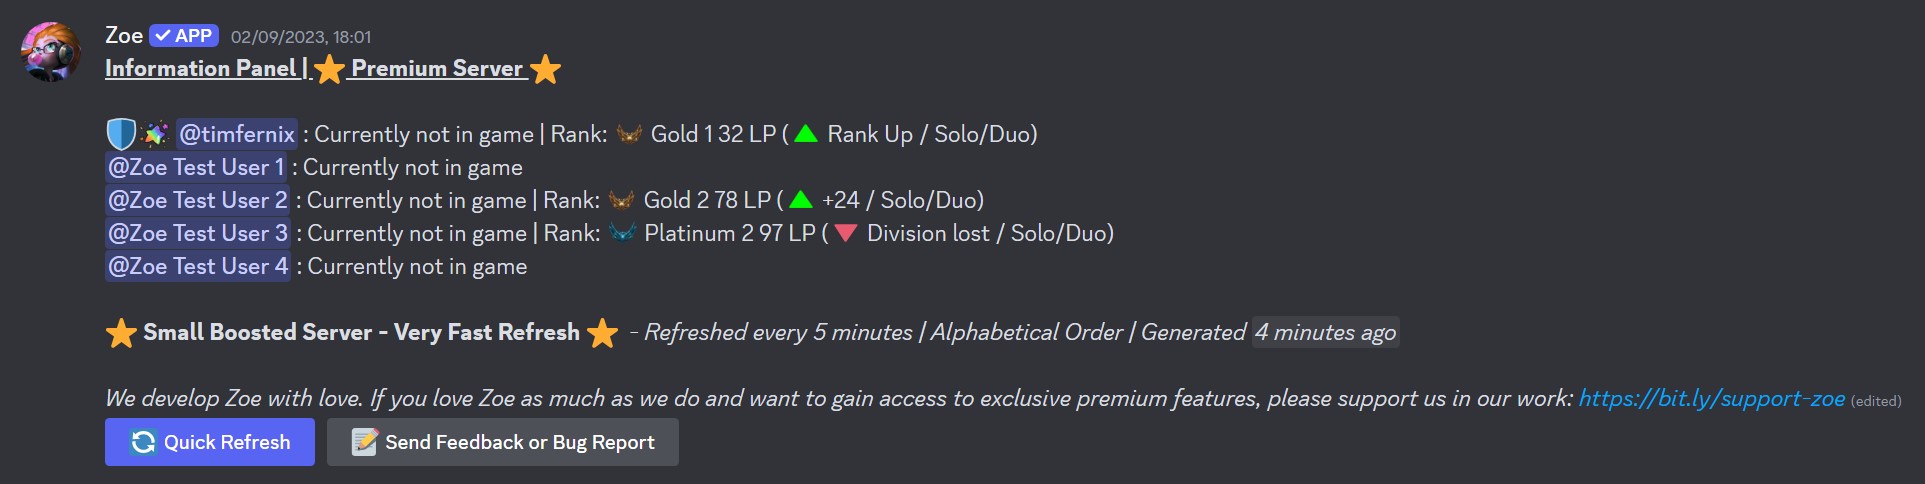 Zoe APP 02/09/2023, 18:01
Information Panel | Premium Server
@timfernix : Currently not in game | Rank: Gold 1 32 LP ( Rank Up / Solo/Duo)
@Zoe Test User 1 : Currently not in game
@Zoe Test User 2 : Currently not in game | Rank: Gold 2 78 LP ( +24 / Solo/Duo)
@Zoe Test User 3 : Currently not in game | Rank: Platinum 2 97 LP ( Division lost / Solo/Duo)
@Zoe Test User 4 : Currently not in game
Small Boosted Server - Very Fast Refresh - Refreshed every 5 minutes | Alphabetical Order | Generated 4 minutes ago
We develop Zoe with love. If you love Zoe as much as we do and want to gain access to exclusive premium features, please support us in our work: https://bit.ly/support-zoe (edited)
Quick Refresh Send Feedback or Bug Report